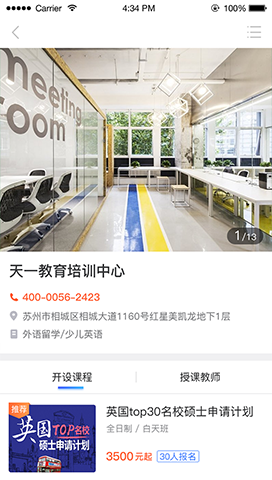 Carrier 4:34 PM 100%
meeting
room
1/13
天一教育培训中心
400-0056-2423
苏州市相城区相城大道1160号红星美凯龙地下1层
外语留学/少儿英语
开设课程 授课教师
推荐
英国TOP名校
硕士申请计划
英国top30名校硕士申请计划
全日制 / 白天班
3500元起 30人报名